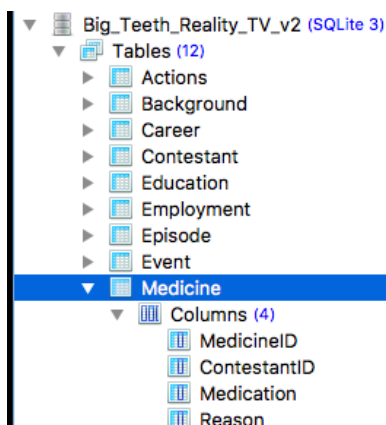 Big_Teeth_Reality_TV_v2 (SQLite 3)
Tables (12)
Actions
Background
Career
Contestant
Education
Employment
Episode
Event
Medicine
Columns (4)
MedicineID
ContestantID
Medication
Reason